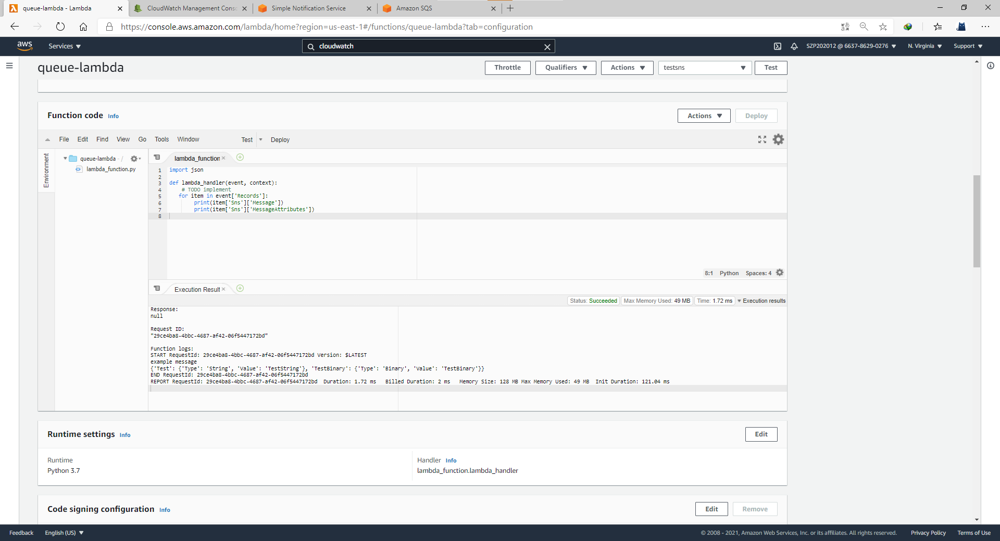 queue-lambda - Lambda
CloudWatch Management Conso
Simple Notification Service
Amazon SQS
https://console.aws.amazon.com/lambda/home?region=us-east-1#/functions/queue-lambda?tab=configuration
aws
Services
cloudwatch
SZP202012 @ 6637-8629-0276
N. Virginia
Support
queue-lambda
Throttle
Qualifiers
Actions
testsns
Test
Function code Info
Actions
Deploy
File Edit Find View Go Tools Window Test Deploy
Environment
queue-lambda - /
lambda_function.py
lambda_function
1 import json
2
3 def lambda_handler(event, context):
4 # TODO implement
5 for item in event['Records']:
6 print(item['Sns']['Message'])
7 print(item['Sns']['MessageAttributes'])
8
8:1 Python Spaces: 4
Execution Result
Status: Succeeded Max Memory Used: 49 MB Time: 1.72 ms Execution results
Response:
null
Request ID:
"29ce4ba8-4bbc-4687-af42-06f5447172bd"
Function logs:
START RequestId: 29ce4ba8-4bbc-4687-af42-06f5447172bd Version: $LATEST
example message
{'Test': {'Type': 'String', 'Value': 'TestString'}, 'TestBinary': {'Type': 'Binary', 'Value': 'TestBinary'}}
END RequestId: 29ce4ba8-4bbc-4687-af42-06f5447172bd
REPORT RequestId: 29ce4ba8-4bbc-4687-af42-06f5447172bd Duration: 1.72 ms Billed Duration: 2 ms Memory Size: 128 MB Max Memory Used: 49 MB Init Duration: 121.04 ms
Runtime settings Info
Edit
Runtime
Python 3.7
Handler Info
lambda_function.lambda_handler
Code signing configuration Info
Edit
Remove
Feedback
English (US)
© 2008 - 2021, Amazon Web Services, Inc. or its affiliates. All rights reserved.
Privacy Policy
Terms of Use